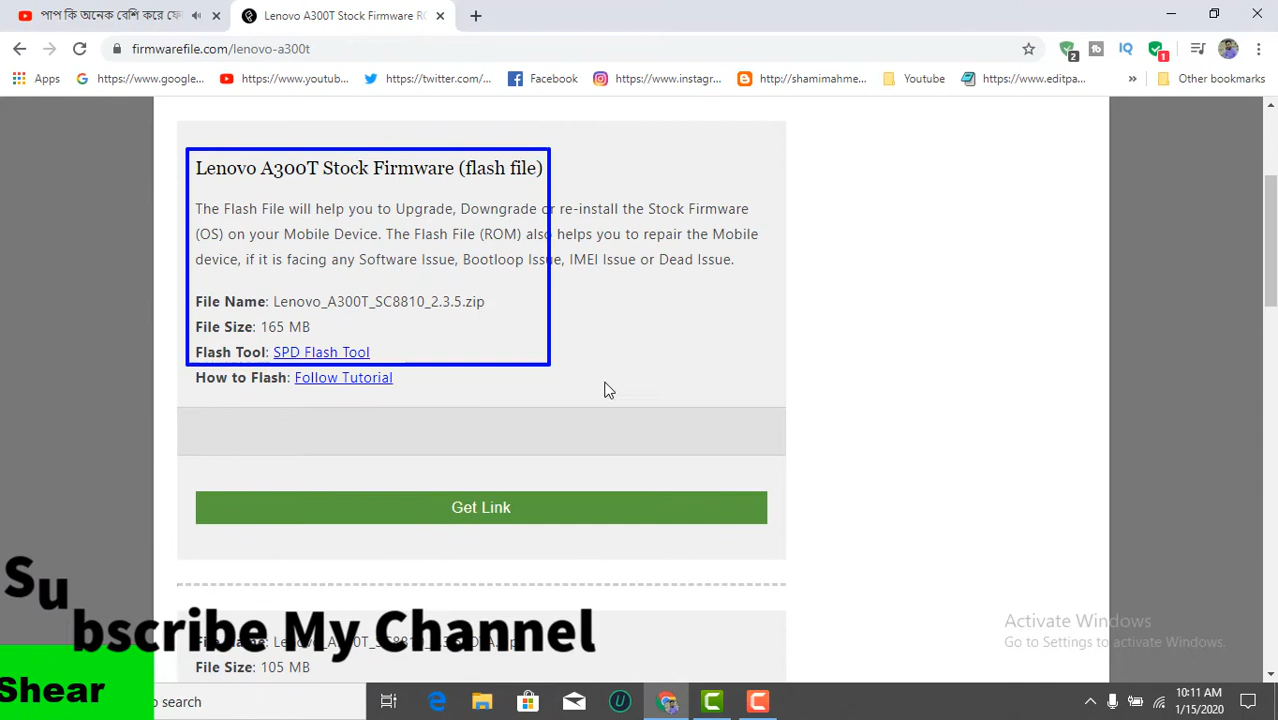 পাপ কি অনেক বেশি করে ফে
Lenovo A300T Stock Firmware RO
firmwarefile.com/lenovo-a300t
2
IQ
1
Apps
https://www.google...
https://www.youtub...
https://twitter.com/...
Facebook
https://www.instagr...
http://shamimahme...
Youtube
https://www.editpa...
»
Other bookmarks
Lenovo A300T Stock Firmware (flash file)
The Flash File will help you to Upgrade, Downgrade or re-install the Stock Firmware
(OS) on your Mobile Device. The Flash File (ROM) also helps you to repair the Mobile
device, if it is facing any Software Issue, Bootloop Issue, IMEI Issue or Dead Issue.
File Name: Lenovo_A300T_SC8810_2.3.5.zip
File Size: 165 MB
Flash Tool: SPD Flash Tool
How to Flash: Follow Tutorial
Get Link
Subscribe My Channel
File Size: 105 MB
Activate Windows
Go to Settings to activate Windows.
Shear
o search
10:11 AM
1/15/2020